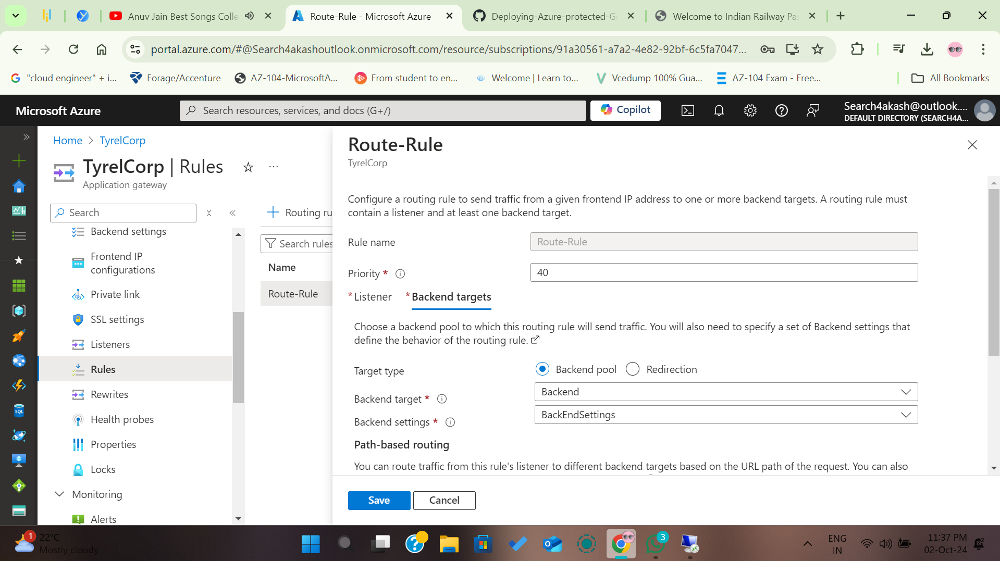 Anuv Jain Best Songs Colle
Route-Rule - Microsoft Azure
Deploying-Azure-protected-G
Welcome to Indian Railway Pa
portal.azure.com/#@Search4akashoutlook.onmicrosoft.com/resource/subscriptions/91a30561-a7a2-4e82-92bf-6c5fa7047...
"cloud engineer" + i...
Forage/Accenture
AZ-104-MicrosoftA...
From student to en...
Welcome | Learn to...
Vcedump 100% Gua...
AZ-104 Exam - Free...
All Bookmarks
Microsoft Azure
Search resources, services, and docs (G+/)
Copilot
Search4akash@outlook....
DEFAULT DIRECTORY (SEARCH4A...
Home > TyrelCorp
TyrelCorp | Rules
Application gateway
Search
Backend settings
Frontend IP
configurations
Private link
SSL settings
Listeners
Rules
Rewrites
Health probes
Properties
Locks
Monitoring
Alerts
SQL
Routing ru
Search rules
Name
Route-Rule
Route-Rule
TyrelCorp
Configure a routing rule to send traffic from a given frontend IP address to one or more backend targets. A routing rule must
contain a listener and at least one backend target.
Rule name
Route-Rule
Priority *
40
* Listener
* Backend targets
Choose a backend pool to which this routing rule will send traffic. You will also need to specify a set of Backend settings that
define the behavior of the routing rule.
Target type
Backend pool
Redirection
Backend target *
Backend
Backend settings *
BackEndSettings
Path-based routing
You can route traffic from this rule's listener to different backend targets based on the URL path of the request. You can also
Save
Cancel
1
22°C
Mostly cloudy
3
ENG
IN
11:37 PM
02-Oct-24